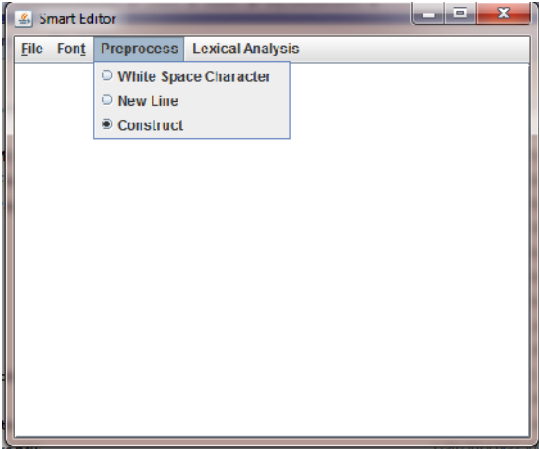 Smart Editor
File Font Preprocess Lexical Analysis
White Space Character
New Line
Construct